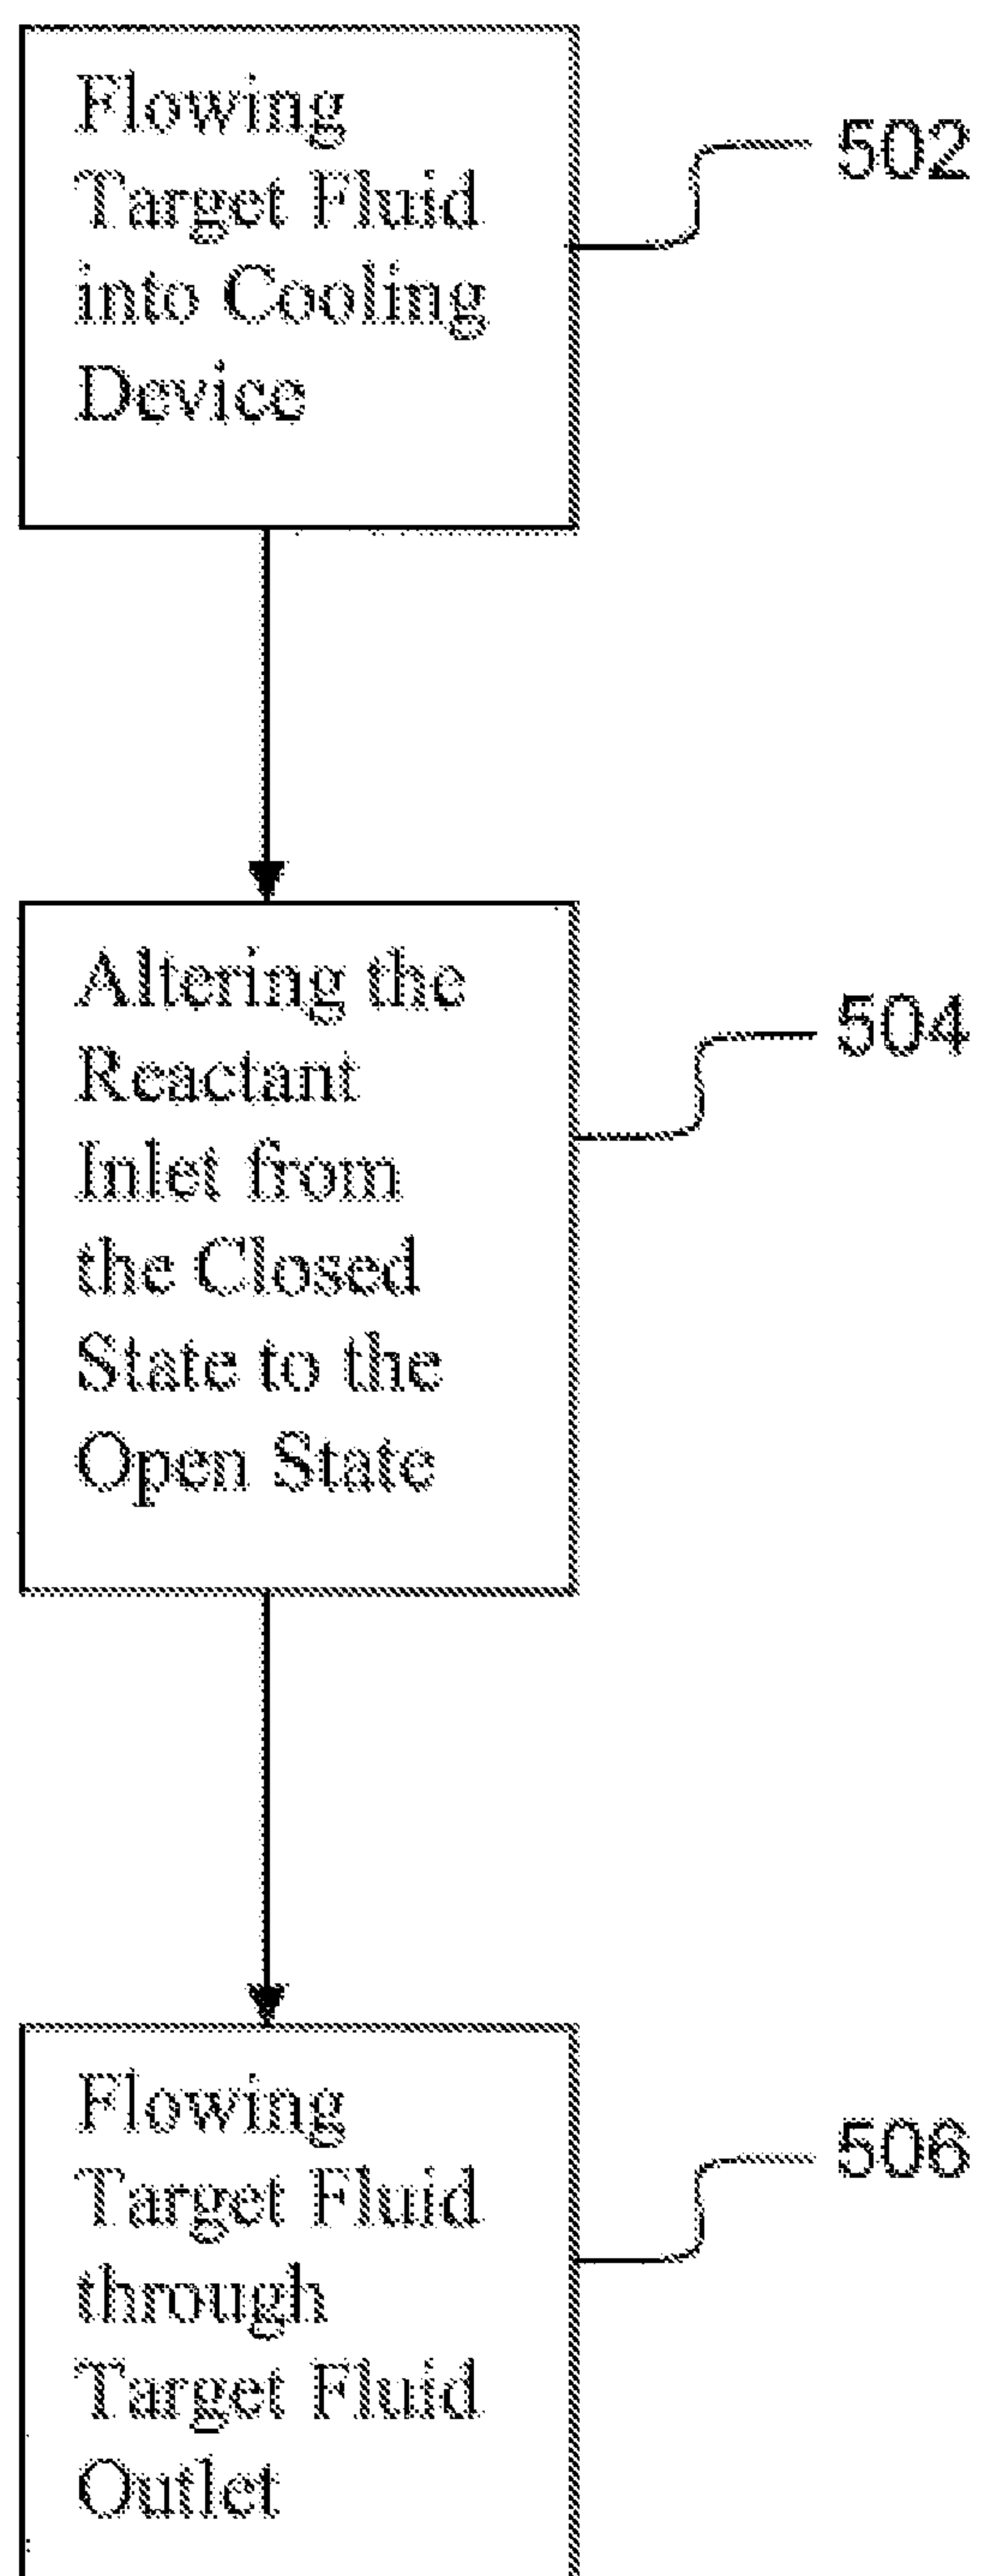 Flowing
Target Fluid
into Cooling
Device
502
Altering the
Reactant
Inlet from
the Closed
State to the
Open State
504
Flowing
Target Fluid
through
Target Fluid
Outlet
506